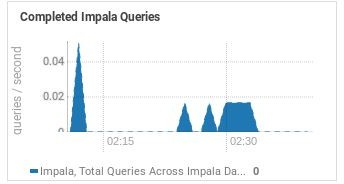 Completed Impala Queries
queries / second
0.04
0.02
0
02:15
02:30
Impala, Total Queries Across Impala Da... 0